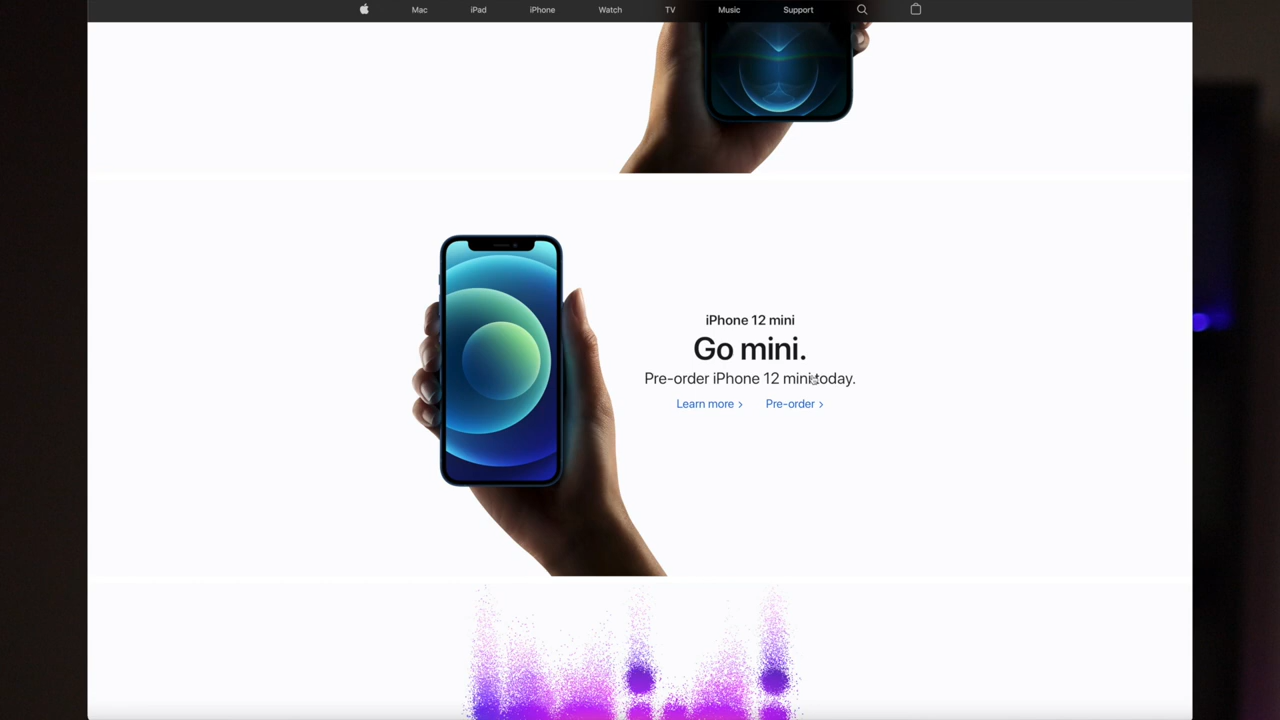 Mac iPad iPhone Watch TV Music Support
iPhone 12 mini
Go mini.
Pre-order iPhone 12 mini today.
Learn more > Pre-order >